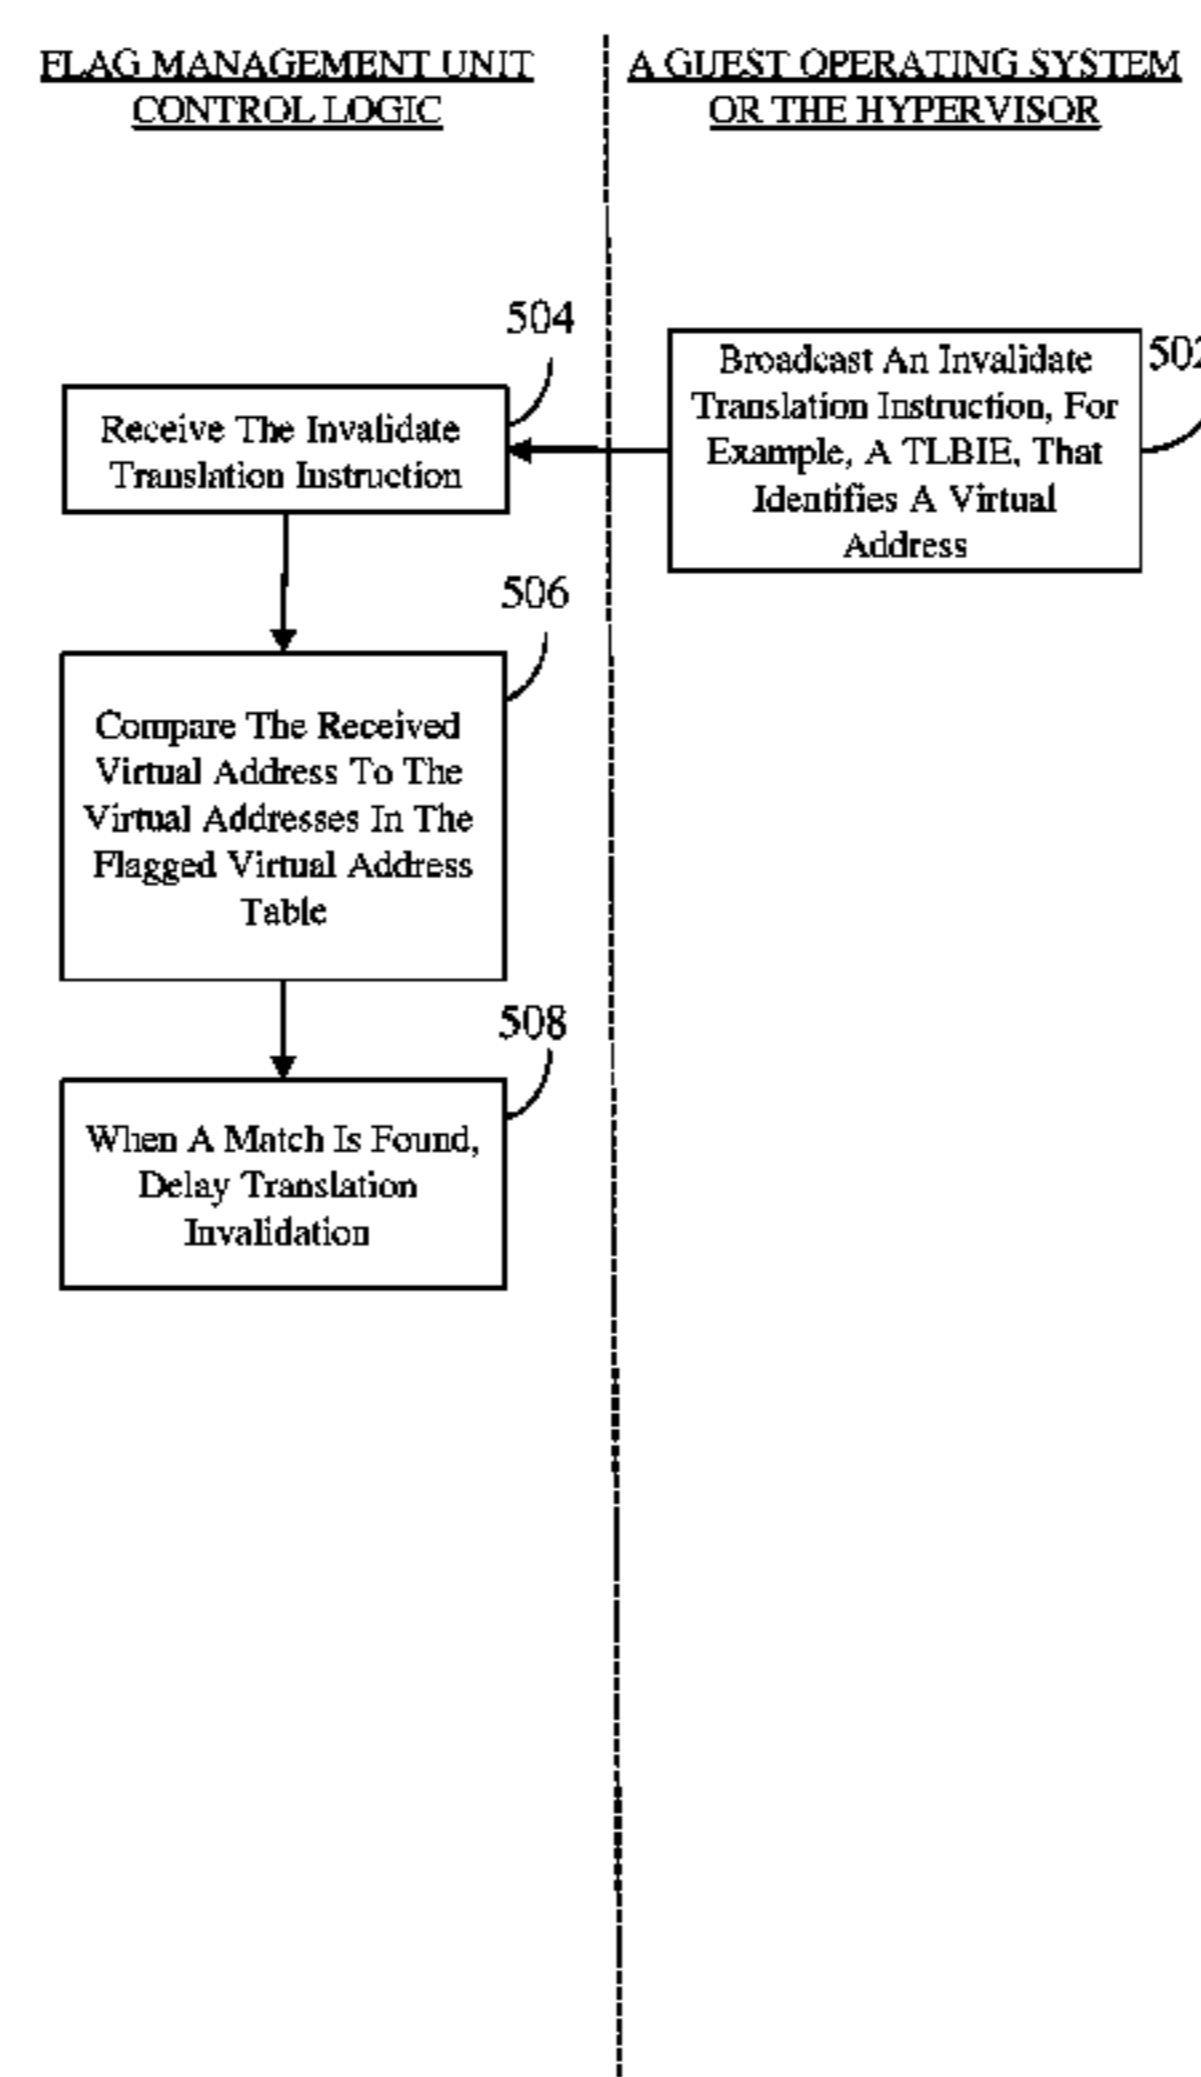 FLAG MANAGEMENT UNIT
CONTROL LOGIC
A GUEST OPERATING SYSTEM
OR THE HYPERVISOR
504
502
Receive The Invalidate
Translation Instruction
Broadcast An Invalidate
Translation Instruction, For
Example, A TLBIE, That
Identifies A Virtual
Address
506
Compare The Received
Virtual Address To The
Virtual Addresses In The
Flagged Virtual Address
Table
508
When A Match Is Found,
Delay Translation
Invalidation